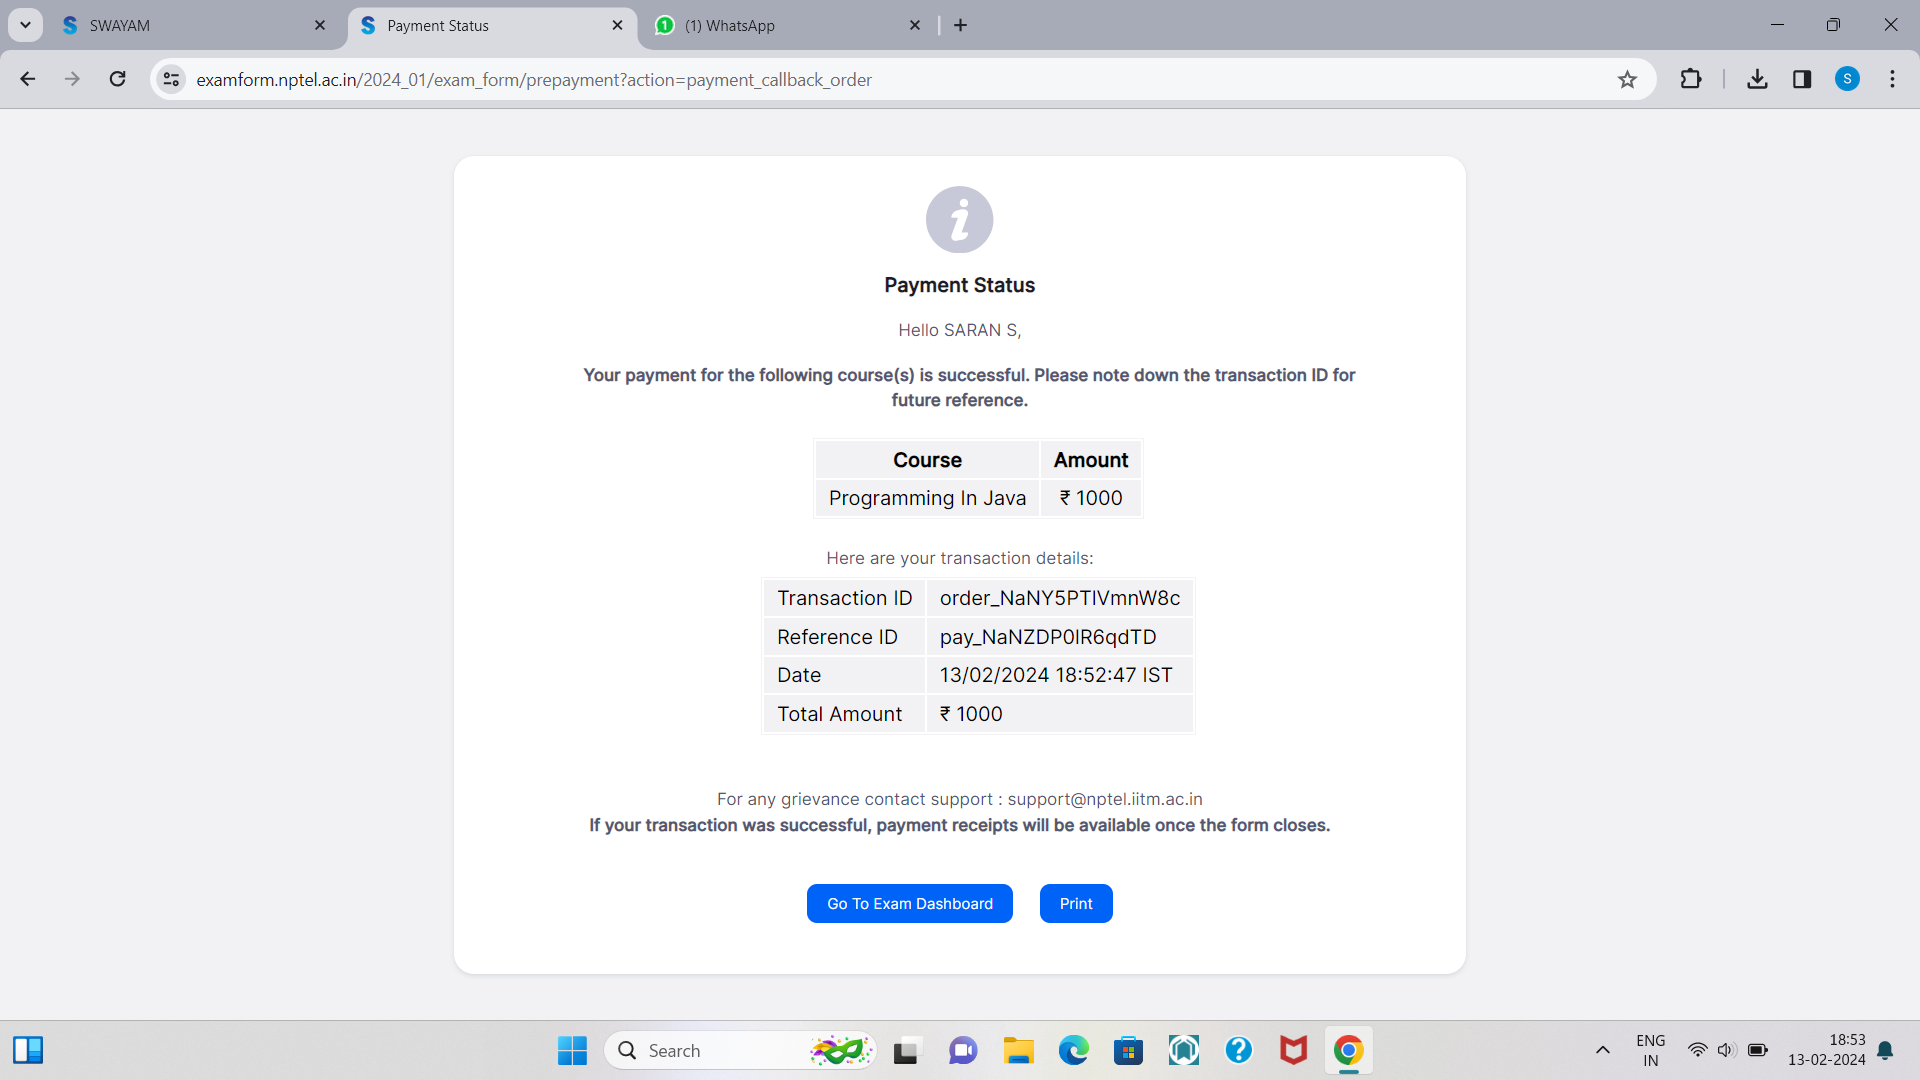 SWAYAM
Payment Status
(1) WhatsApp
examform.nptel.ac.in/2024_01/exam_form/prepayment?action=payment_callback_order
S
Payment Status
Hello SARAN S,
Your payment for the following course(s) is successful. Please note down the transaction ID for
future reference.
Course Amount
Programming In Java ₹ 1000
Here are your transaction details:
Transaction ID order_NaNY5PTIVmnW8c
Reference ID pay_NaNZDP0IR6qdTD
Date 13/02/2024 18:52:47 IST
Total Amount ₹ 1000
For any grievance contact support : support@nptel.iitm.ac.in
If your transaction was successful, payment receipts will be available once the form closes.
Go To Exam Dashboard Print
Search
ENG
IN
18:53
13-02-2024